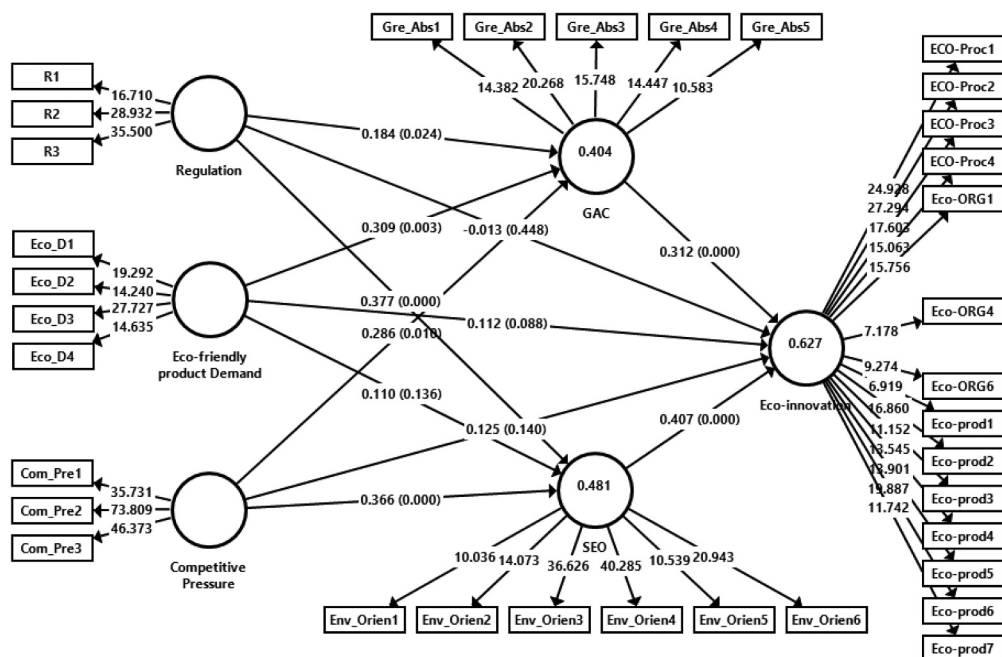 Gre_Abs1
Gre_Abs2
Gre_Abs3
Gre_Abs4
Gre_Abs5
14.382
20.268
15.748
14.447
10.583
R1
R2
R3
16.710
28.932
35.500
Regulation
0.184 (0.024)
0.404
GAC
0.309 (0.003)
-0.013 (0.448)
0.312 (0.000)
Eco_D1
Eco_D2
Eco_D3
Eco_D4
19.292
14.240
27.727
14.635
Eco-friendly
product Demand
0.377 (0.000)
0.286 (0.010)
0.112 (0.088)
0.110 (0.136)
0.125 (0.140)
0.407 (0.000)
0.627
Eco-innovation
Com_Pre1
Com_Pre2
Com_Pre3
35.731
73.809
46.373
Competitive
Pressure
0.366 (0.000)
0.481
SEO
10.036
14.073
36.626
40.285
10.539
20.943
Env_Orien1
Env_Orien2
Env_Orien3
Env_Orien4
Env_Orien5
Env_Orien6
ECO-Proc1
ECO-Proc2
ECO-Proc3
ECO-Proc4
Eco-ORG1
24.928
27.294
17.603
15.063
15.756
Eco-ORG4
7.178
9.274
Eco-ORG6
6.919
Eco-prod1
16.860
11.152
Eco-prod2
13.545
13.901
Eco-prod3
19.887
11.742
Eco-prod4
Eco-prod5
Eco-prod6
Eco-prod7